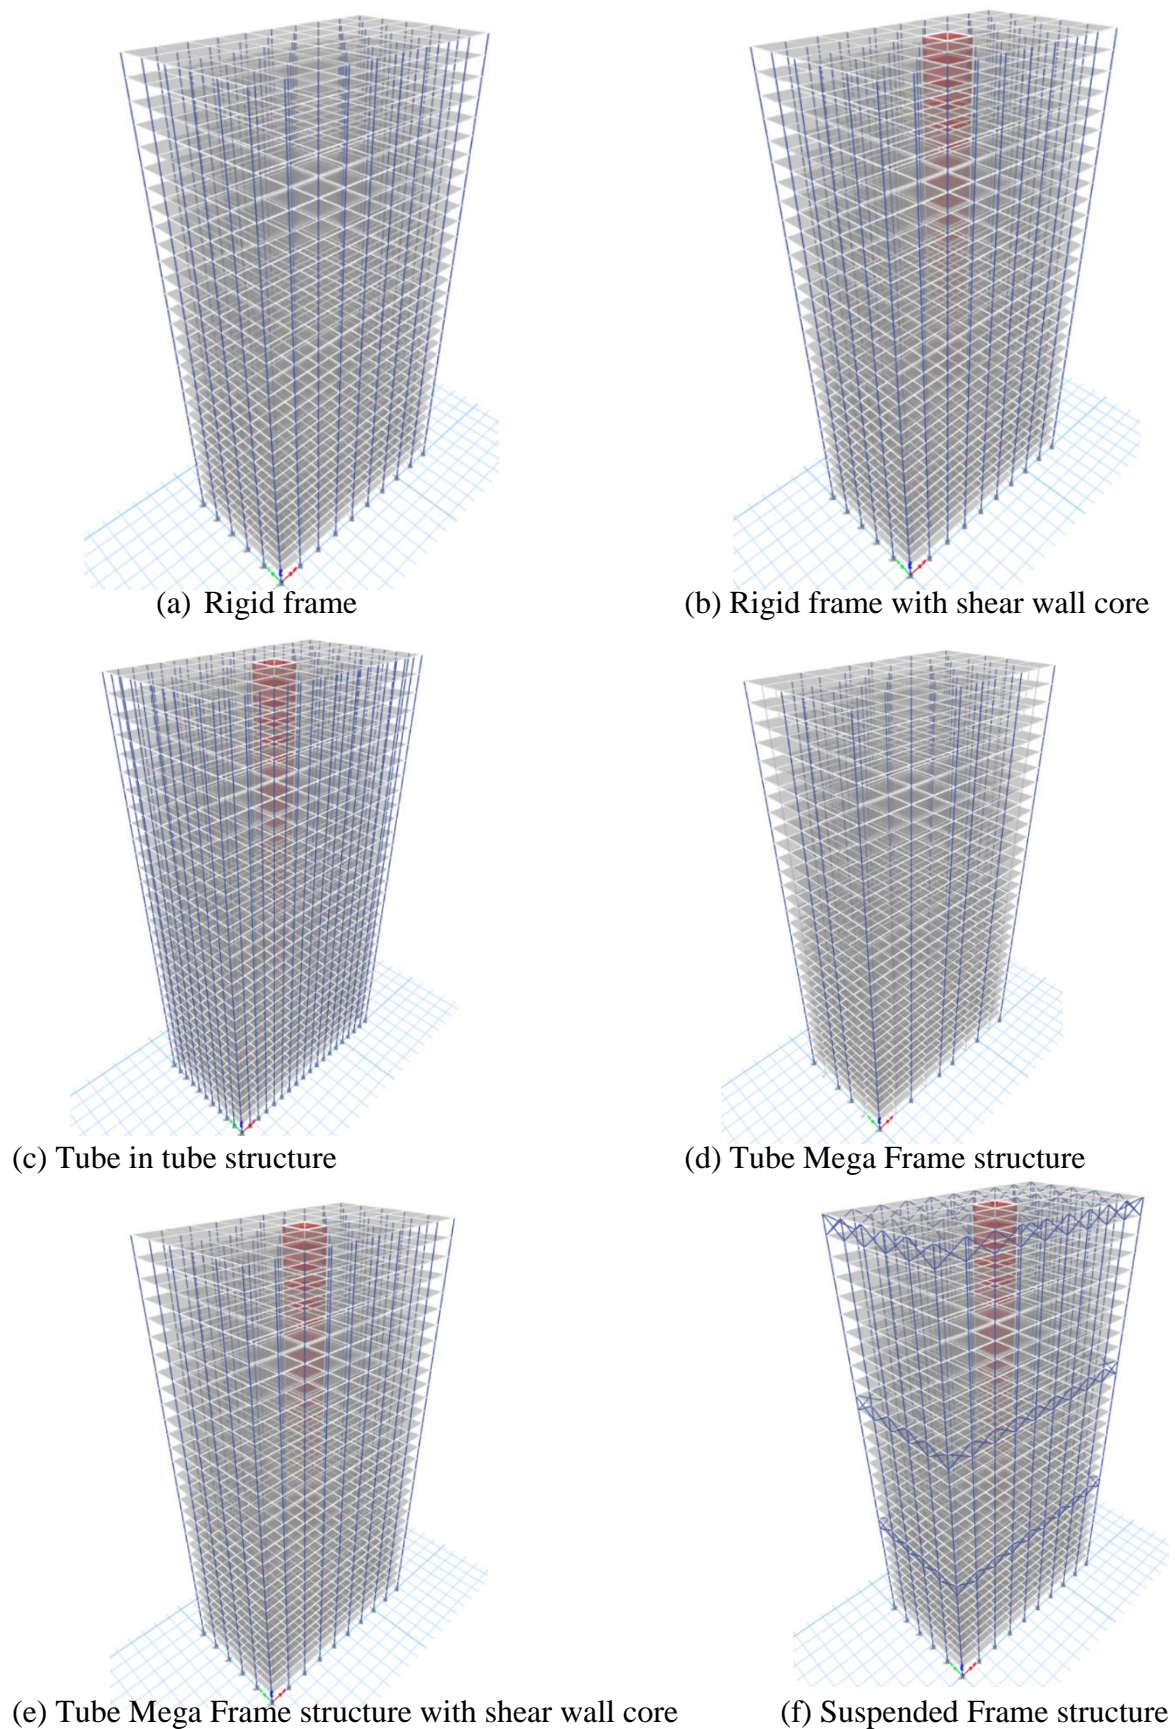 (a) Rigid frame
(b) Rigid frame with shear wall core
(c) Tube in tube structure
(d) Tube Mega Frame structure
(e) Tube Mega Frame structure with shear wall core
(f) Suspended Frame structure